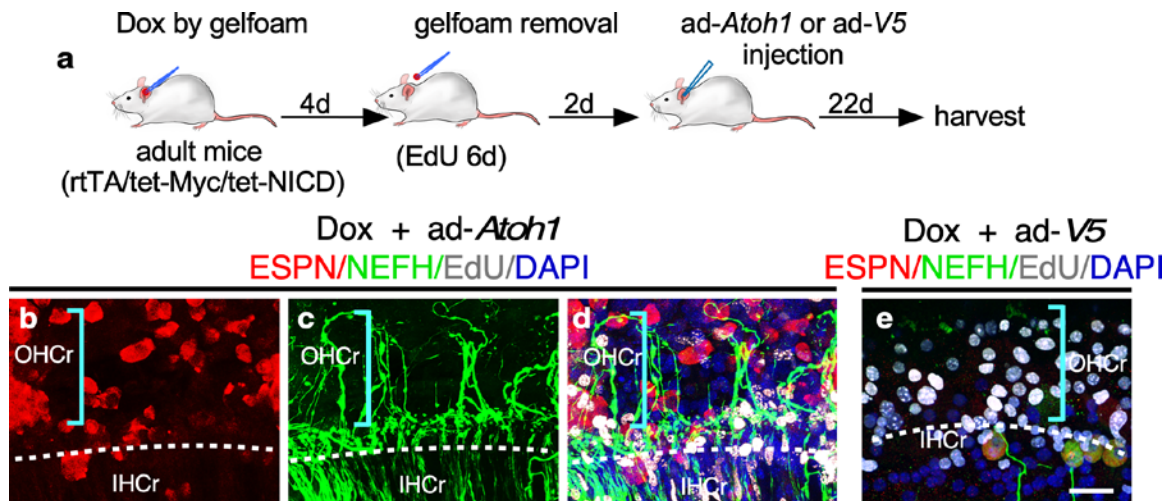 Dox by gelfoam
gelfoam removal
ad-Atoh1 or ad-V5
injection
a
4d
2d
22d
harvest
adult mice
(rtTA/tet-Myc/tet-NICD)
(EdU 6d)
Dox + ad-Atoh1
ESPN/NEFH/EdU/DAPI
Dox + ad-V5
ESPN/NEFH/EdU/DAPI
b
OHCr
IHCr
c
OHCr
IHCr
d
OHCr
IHCr
e
OHCr
IHCr